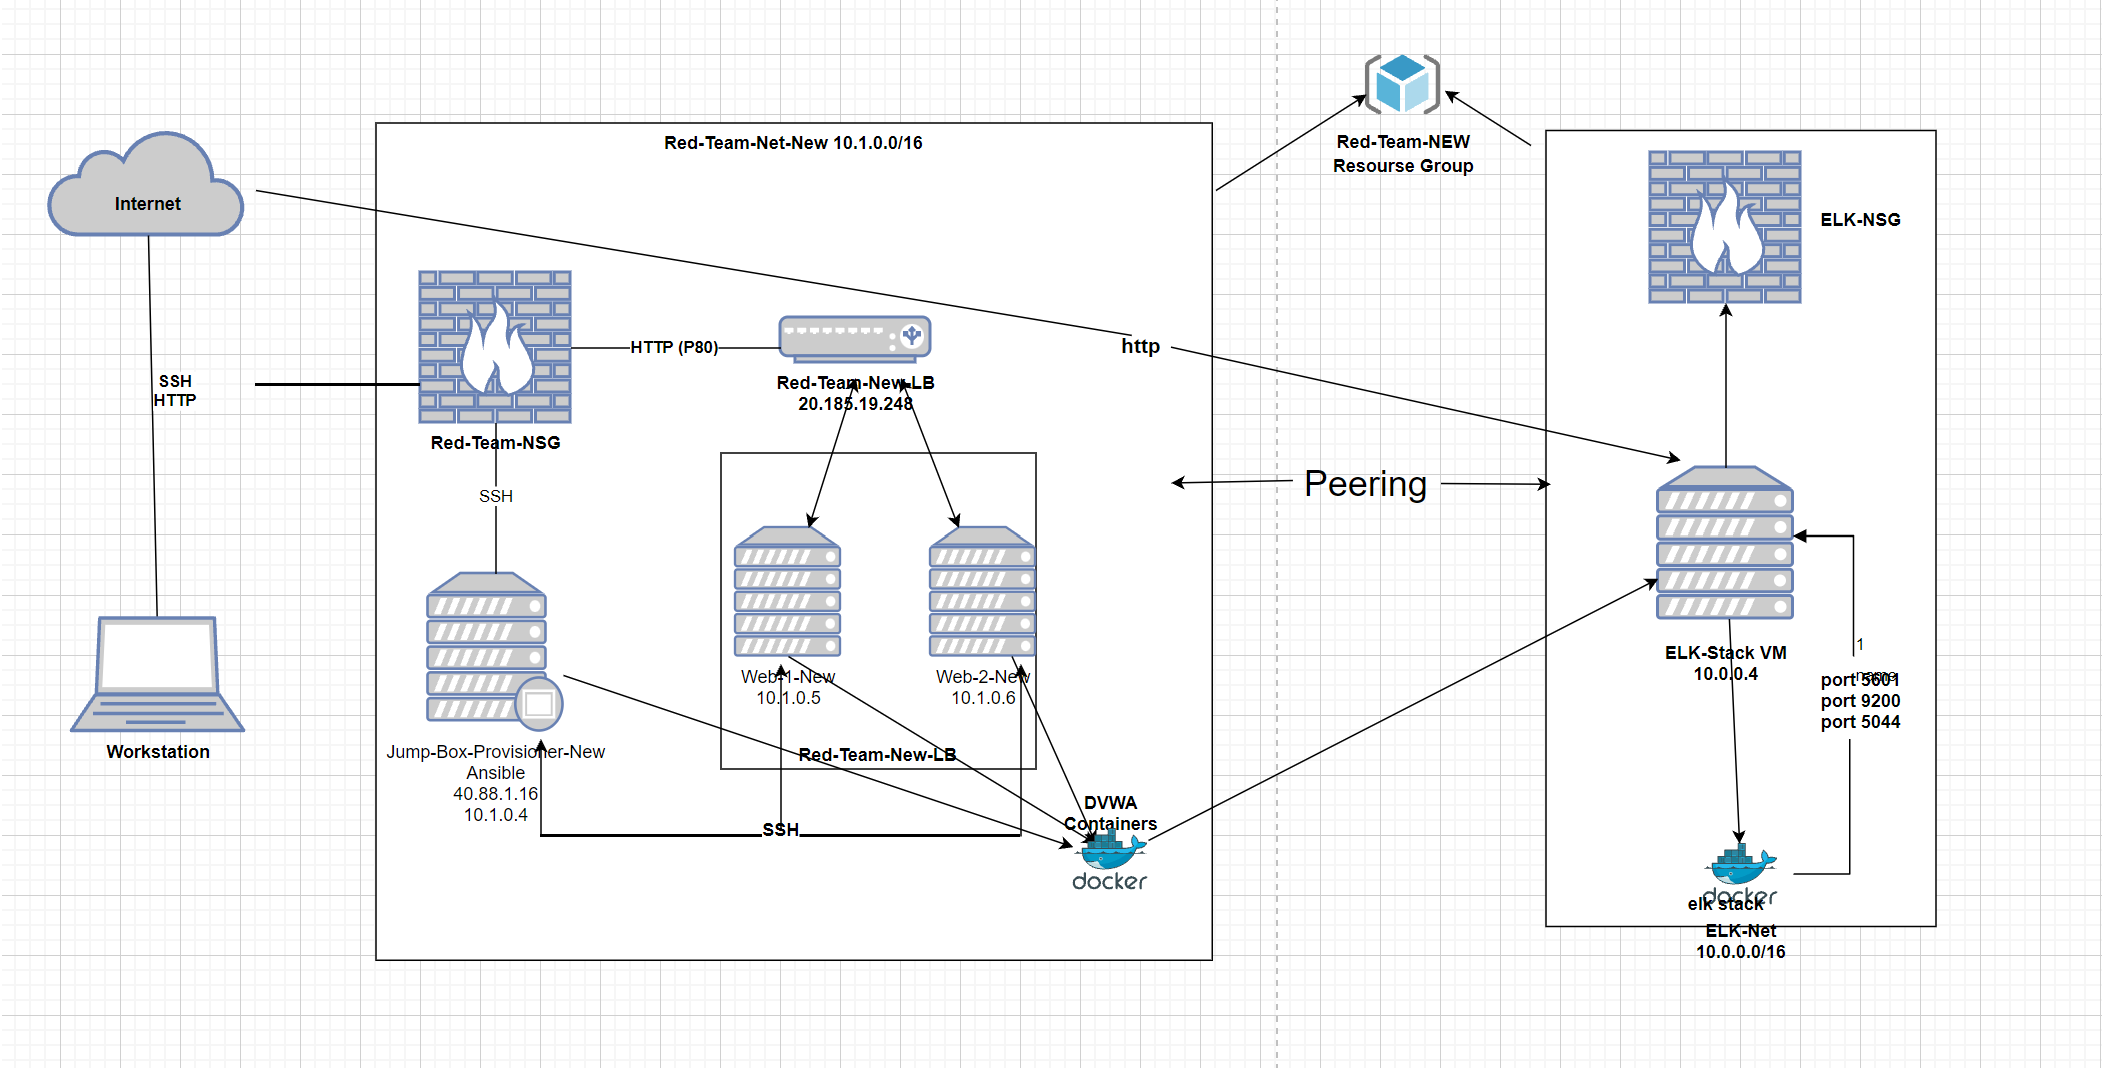 Red-Team-Net-New 10.1.0.0/16
Red-Team-NEW
Resourse Group
Internet
ELK-NSG
HTTP (P80)
http
SSH
HTTP
Red-Team-New-LB
20.185.19.248
Red-Team-NSG
Peering
SSH
Web-1-New
10.1.0.5
Web-2-New
10.1.0.6
ELK-Stack VM
10.0.0.4
1
name
port 5601
port 9200
port 5044
Workstation
Jump-Box-Provisioner-New
Ansible
40.88.1.16
10.1.0.4
Red-Team-New-LB
SSH
DVWA
Containers
docker
docker
elk stack
ELK-Net
10.0.0.0/16